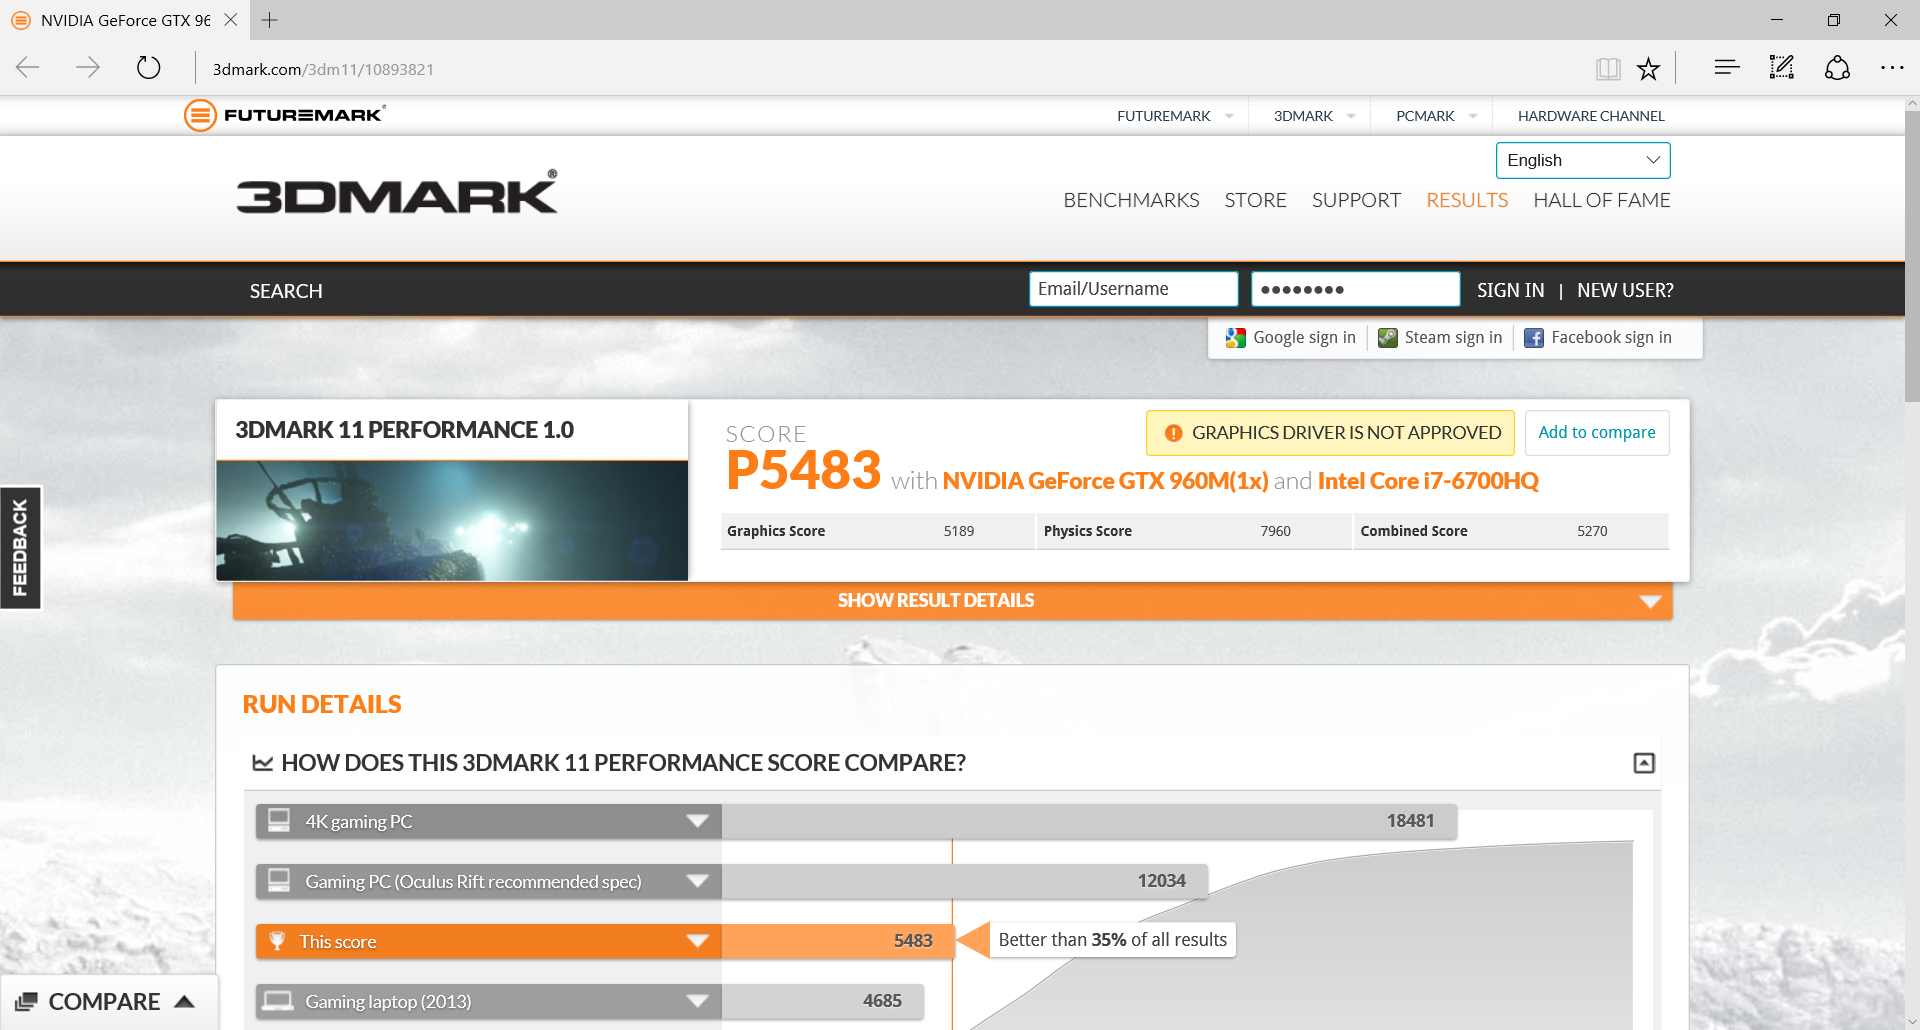 NVIDIA GeForce GTX 96
3dmark.com/3dm11/10893821
FUTUREMARK®
FUTUREMARK
3DMARK
PCMARK
HARDWARE CHANNEL
English
3DMARK®
BENCHMARKS
STORE
SUPPORT
RESULTS
HALL OF FAME
SEARCH
Email/Username
SIGN IN | NEW USER?
Google sign in
Steam sign in
Facebook sign in
3DMARK 11 PERFORMANCE 1.0
SCORE
GRAPHICS DRIVER IS NOT APPROVED
Add to compare
P5483 with NVIDIA GeForce GTX 960M(1x) and Intel Core i7-6700HQ
Graphics Score 5189
Physics Score 7960
Combined Score 5270
FEEDBACK
SHOW RESULT DETAILS
RUN DETAILS
HOW DOES THIS 3DMARK 11 PERFORMANCE SCORE COMPARE?
4K gaming PC 18481
Gaming PC (Oculus Rift recommended spec) 12034
This score 5483
Better than 35% of all results
Gaming laptop (2013) 4685
COMPARE